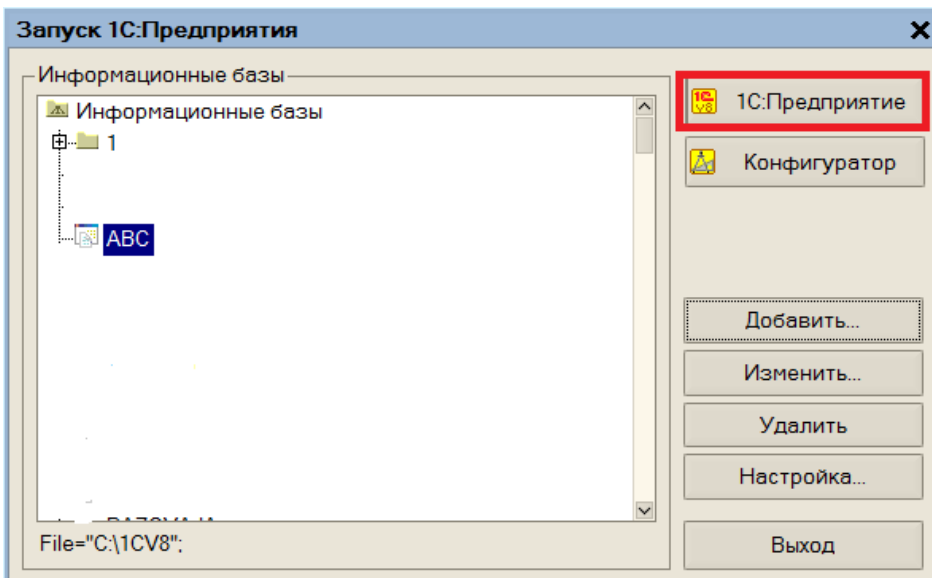 Запуск 1С:Предприятия
Информационные базы
Информационные базы
1
ABC
File="C:\1CV8";
1С:Предприятие
Конфигуратор
Добавить...
Изменить...
Удалить
Настройка...
Выход